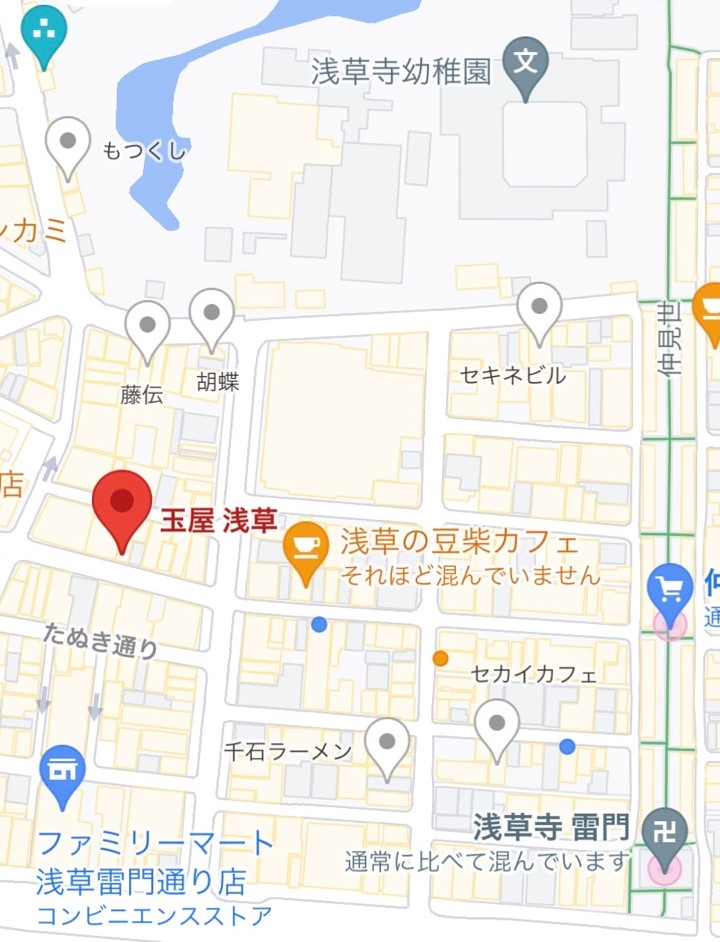 浅草寺幼稚園
文
もつくし
ンカミ
仲見世
藤伝
胡蝶
セキネビル
店
玉屋 浅草
浅草の豆柴カフェ
それほど混んでいません
たぬき通り
セカイカフェ
千石ラーメン
浅草寺 雷門
通常に比べて混んでいます
卍
ファミリーマート
浅草雷門通り店
コンビニエンスストア